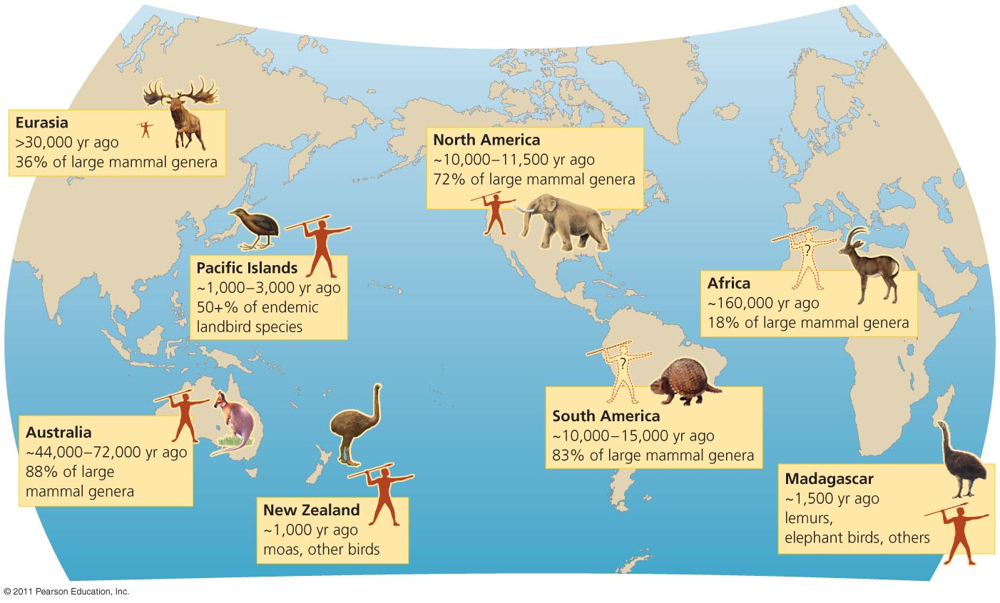 Eurasia
>30,000 yr ago
36% of large mammal genera
North America
~10,000–11,500 yr ago
72% of large mammal genera
Pacific Islands
~1,000–3,000 yr ago
50+% of endemic
landbird species
?
Africa
~160,000 yr ago
18% of large mammal genera
?
South America
~10,000–15,000 yr ago
83% of large mammal genera
Australia
~44,000–72,000 yr ago
88% of large
mammal genera
New Zealand
~1,000 yr ago
moas, other birds
Madagascar
~1,500 yr ago
lemurs,
elephant birds, others
© 2011 Pearson Education, Inc.